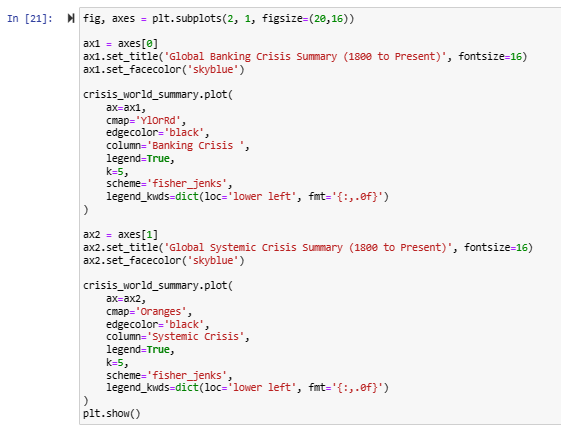 In [21]: fig, axes = plt.subplots(2, 1, figsize=(20,16))
ax1 = axes[0]
ax1.set_title('Global Banking Crisis Summary (1800 to Present)', fontsize=16)
ax1.set_facecolor('skyblue')
crisis_world_summary.plot(
ax=ax1,
cmap='YlOrRd',
edgecolor='black',
column='Banking Crisis ',
legend=True,
k=5,
scheme='fisher_jenks',
legend_kwds=dict(loc='lower left', fmt='{:,.0f}')
)
ax2 = axes[1]
ax2.set_title('Global Systemic Crisis Summary (1800 to Present)', fontsize=16)
ax2.set_facecolor('skyblue')
crisis_world_summary.plot(
ax=ax2,
cmap='Oranges',
edgecolor='black',
column='Systemic Crisis',
legend=True,
k=5,
scheme='fisher_jenks',
legend_kwds=dict(loc='lower left', fmt='{:,.0f}')
)
plt.show()